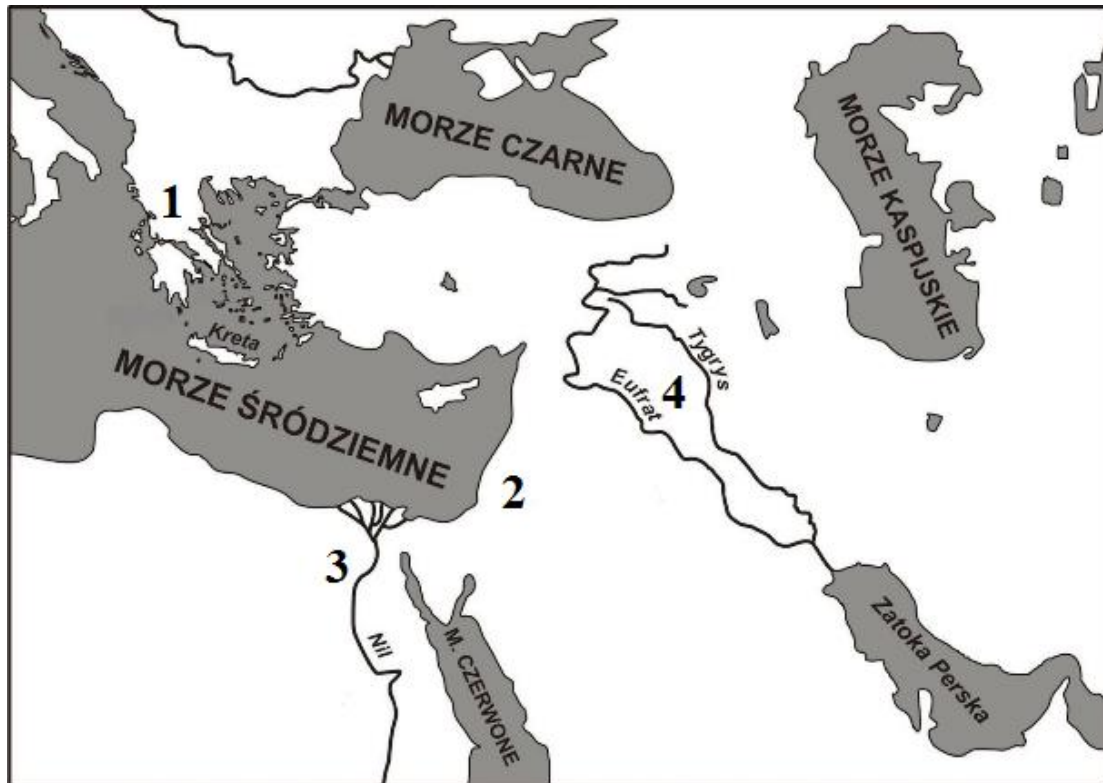 MORZE CZARNE
MORZE KASPIJSKIE
1
Kreta
Tygrys
Eufrat
4
MORZE ŚRÓDZIEMNE
2
3
Nil
M. CZERWONE
Zatoka Perska